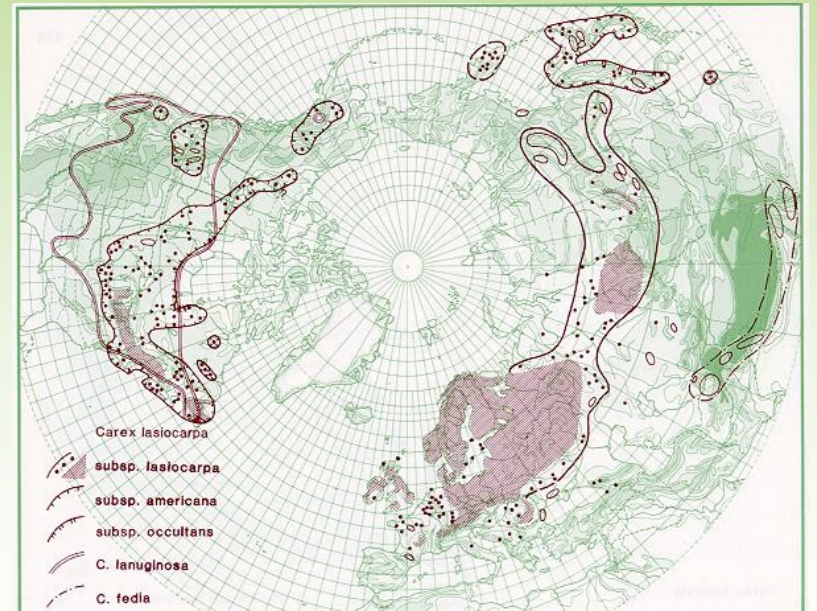 Carex lasiocarpa
subsp. lasiocarpa
subsp. americana
subsp. occultans
C. lanuginosa
C. fedia